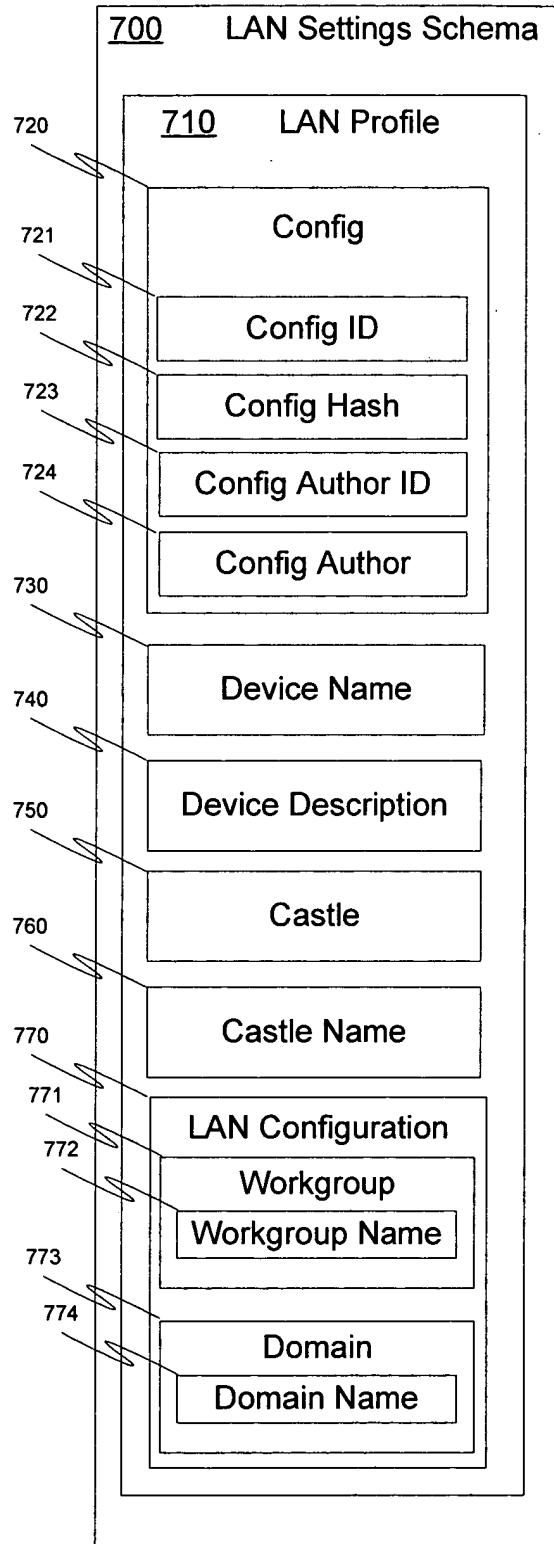 700 LAN Settings Schema
710 LAN Profile
720
Config
721
Config ID
722
Config Hash
723
Config Author ID
724
Config Author
730
Device Name
740
Device Description
750
Castle
760
Castle Name
770
LAN Configuration
771
Workgroup
772
Workgroup Name
773
Domain
774
Domain Name